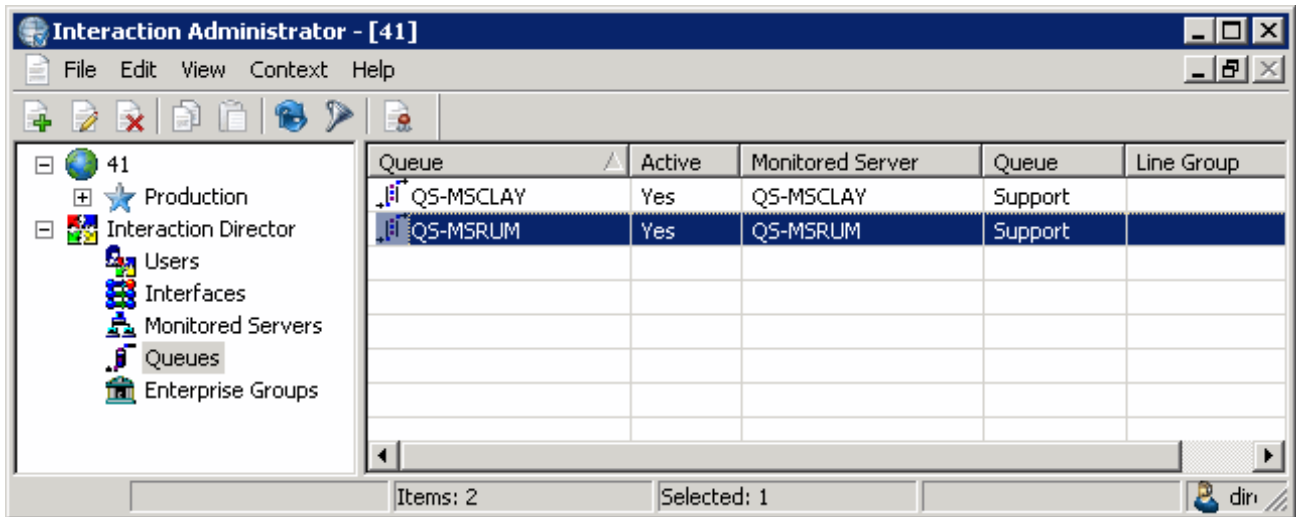 Interaction Administrator - [41]
File Edit View Context Help
41
Production
Interaction Director
Users
Interfaces
Monitored Servers
Queues
Enterprise Groups
Queue Active Monitored Server Queue Line Group
QS-MSCLAY Yes QS-MSCLAY Support
QS-MSRUM Yes QS-MSRUM Support
Items: 2 Selected: 1